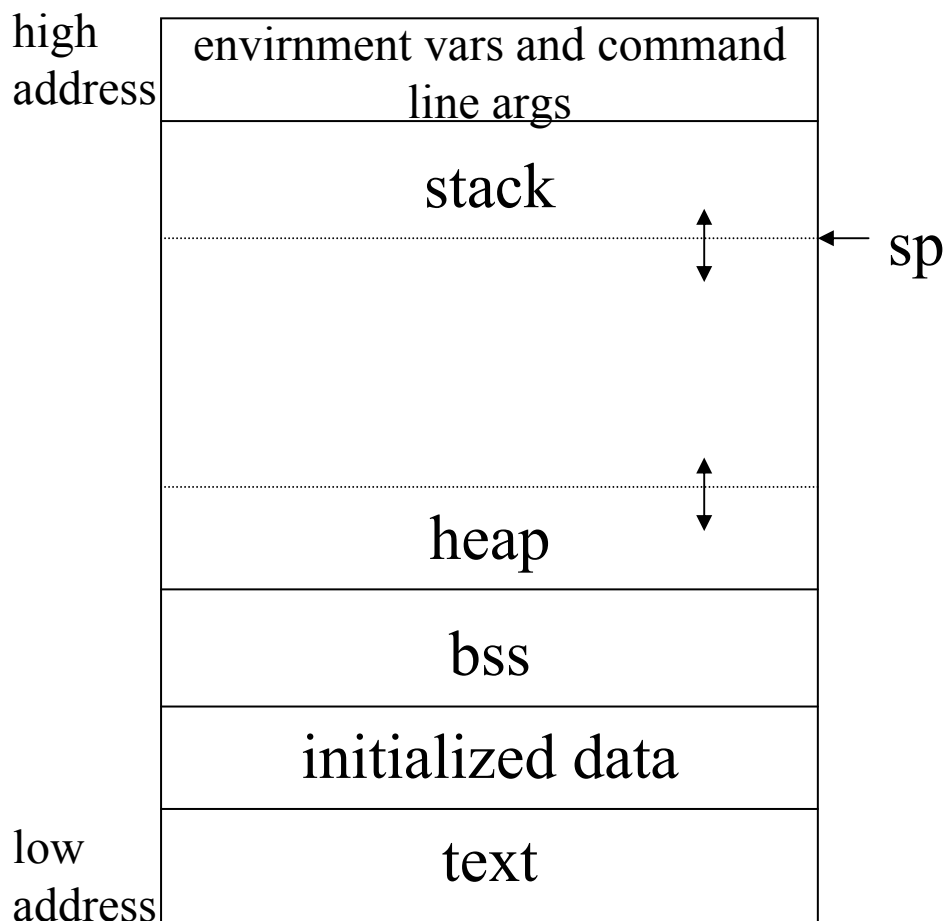 high
address
envirnment vars and command
line args
stack
sp
heap
bss
initialized data
low
address
text